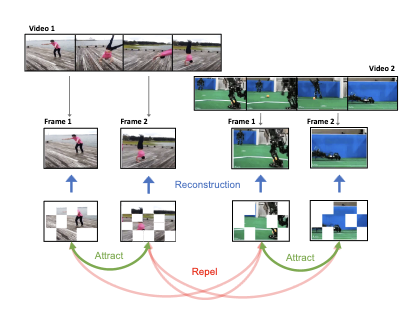 Video 1
Video 2
Frame 1
Frame 2
Frame 1
Frame 2
Reconstruction
Attract
Attract
Repel